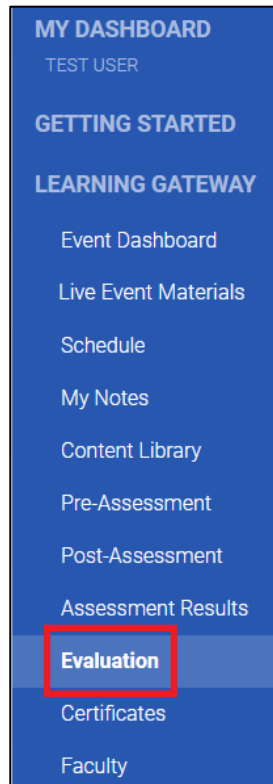 MY DASHBOARD
TEST USER
GETTING STARTED
LEARNING GATEWAY
Event Dashboard
Live Event Materials
Schedule
My Notes
Content Library
Pre-Assessment
Post-Assessment
Assessment Results
Evaluation
Certificates
Faculty